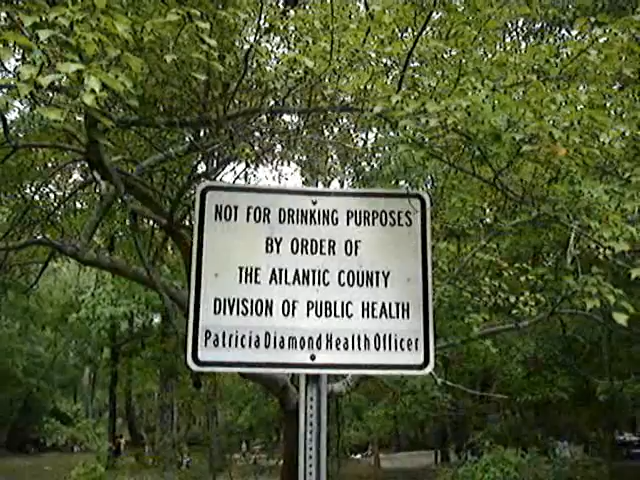 NOT FOR DRINKING PURPOSES
BY ORDER OF
THE ATLANTIC COUNTY
DIVISION OF PUBLIC HEALTH
Patricia Diamond Health Officer